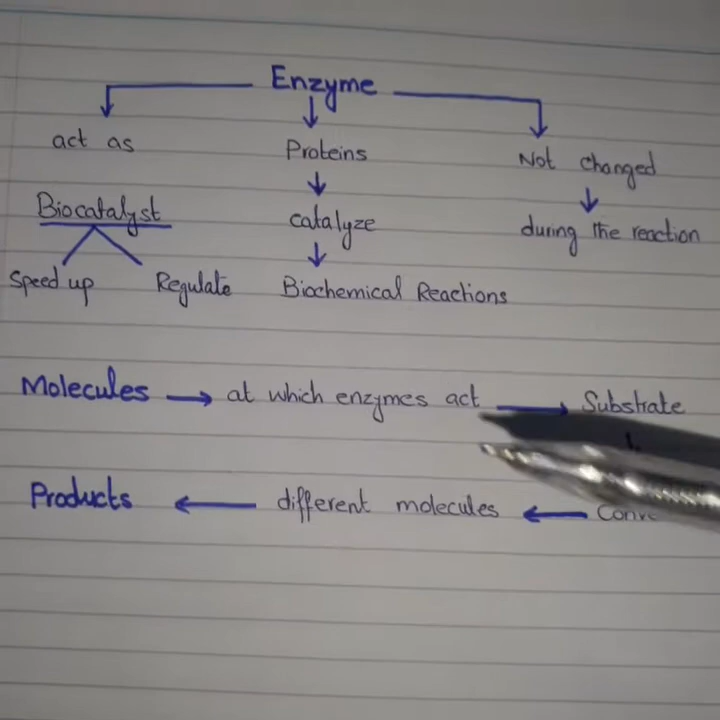 Enzyme
act as Proteins Not changed
Biocatalyst catalyze during the reaction
Speed up Regulate Biochemical Reactions
Molecules → at which enzymes act → Substrate
Products ← different molecules ←